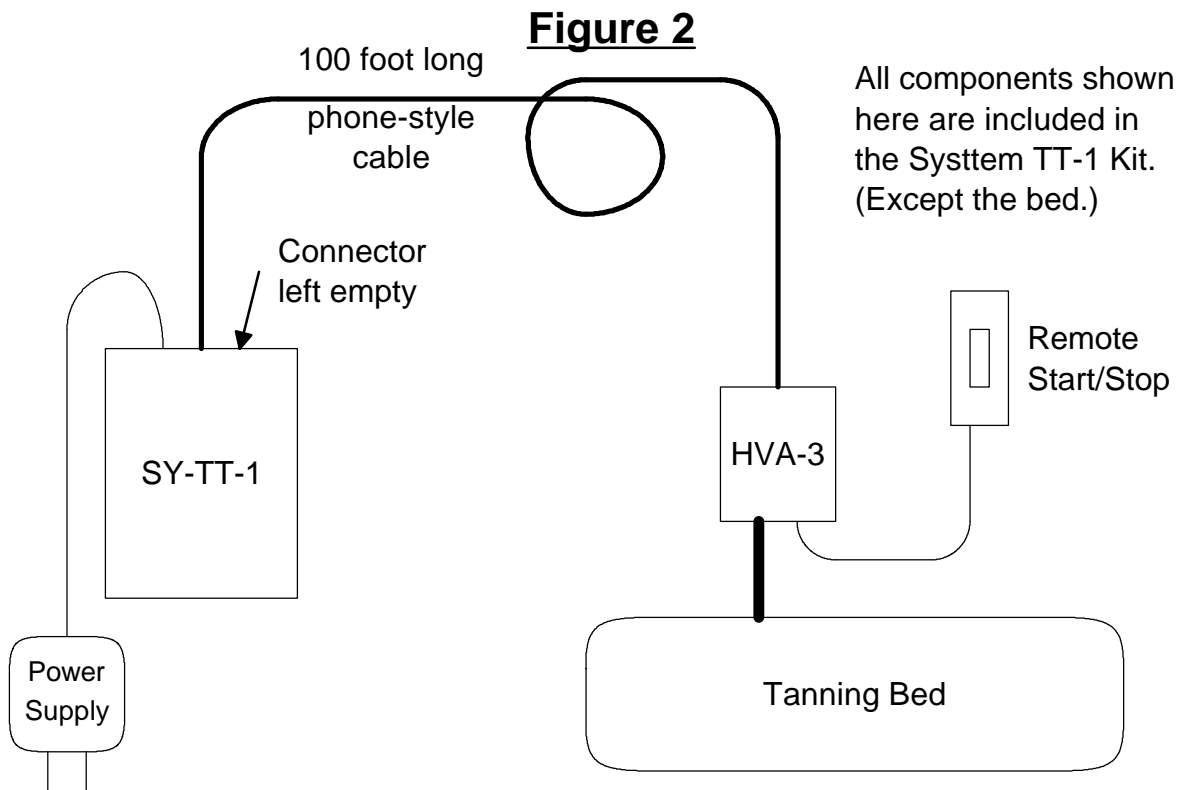 Figure 2
100 foot long
phone-style
cable
All components shown
here are included in
the Systtem TT-1 Kit.
(Except the bed.)
Connector
left empty
Remote
Start/Stop
SY-TT-1
HVA-3
Power
Supply
Tanning Bed